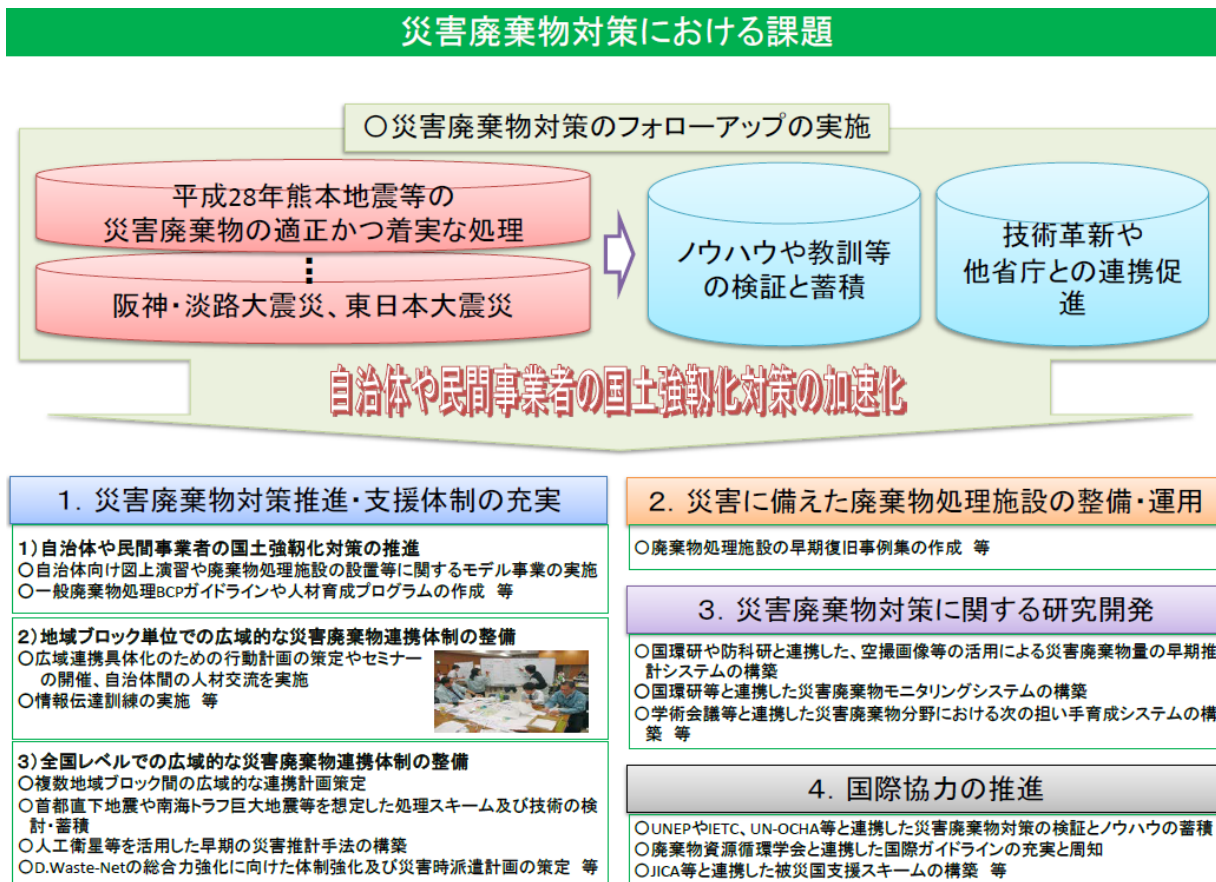 災害廃棄物対策における課題
〇災害廃棄物対策のフォローアップの実施
平成28年熊本地震等の
災害廃棄物の適正かつ着実な処理
⋮
阪神・淡路大震災、東日本大震災
ノウハウや教訓等
の検証と蓄積
技術革新や
他省庁との連携促
進
自治体や民間事業者の国土強靱化対策の加速化
1．災害廃棄物対策推進・支援体制の充実
1）自治体や民間事業者の国土強靱化対策の推進
〇自治体向け図上演習や廃棄物処理施設の設置等に関するモデル事業の実施
〇一般廃棄物処理BCPガイドラインや人材育成プログラムの作成 等
2）地域ブロック単位での広域的な災害廃棄物連携体制の整備
〇広域連携具体化のための行動計画の策定やセミナー
の開催、自治体間の人材交流を実施
〇情報伝達訓練の実施 等
3）全国レベルでの広域的な災害廃棄物連携体制の整備
〇複数地域ブロック間の広域的な連携計画策定
〇首都直下地震や南海トラフ巨大地震等を想定した処理スキーム及び技術の検
討・蓄積
〇人工衛星等を活用した早期の災害推計手法の構築
〇D.Waste-Netの総合力強化に向けた体制強化及び災害時派遣計画の策定 等
2．災害に備えた廃棄物処理施設の整備・運用
〇廃棄物処理施設の早期復旧事例集の作成 等
3．災害廃棄物対策に関する研究開発
〇国環研や防科研と連携した、空撮画像等の活用による災害廃棄物量の早期推
計システムの構築
〇国環研等と連携した災害廃棄物モニタリングシステムの構築
〇学術会議等と連携した災害廃棄物分野における次の担い手育成システムの構
築 等
4．国際協力の推進
〇UNEPやIETC、UN-OCHA等と連携した災害廃棄物対策の検証とノウハウの蓄積
〇廃棄物資源循環学会と連携した国際ガイドラインの充実と周知
〇JICA等と連携した被災国支援スキームの構築 等